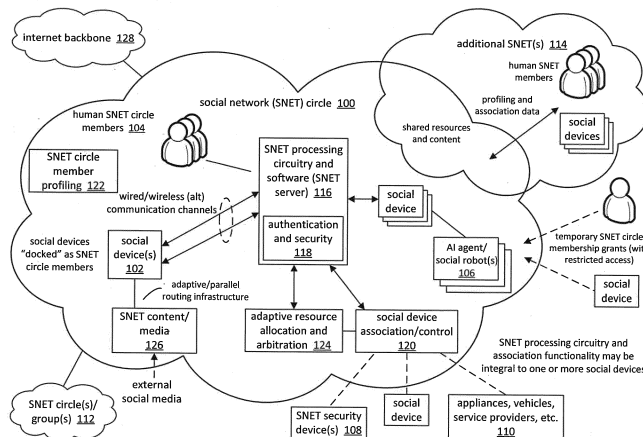 internet backbone 128
additional SNET(s) 114
human SNET
members
social network (SNET) circle 100
human SNET circle
members 104
profiling and
association data
social
devices
shared resources
and content
SNET processing
circuitry and
software (SNET
server)
116
SNET circle
member
profiling 122
wired/wireless (alt)
communication channels
social
device
authentication
and security
118
social devices
"docked" as SNET
circle members
social
device(s)
102
AI agent/
social robot(s)
106
temporary SNET circle
membership grants (wit
restricted access)
social
device
adaptive/parallel
routing infrastructure
SNET content/
media
126
adaptive resource
allocation and
arbitration 124
social device
association/control
120
SNET processing circuitry and
association functionality may be
integral to one or more social devices
external
social media
SNET circle(s)/
group(s) 112
SNET security
device(s) 108
social
device
appliances, vehicles,
service providers, etc.
110